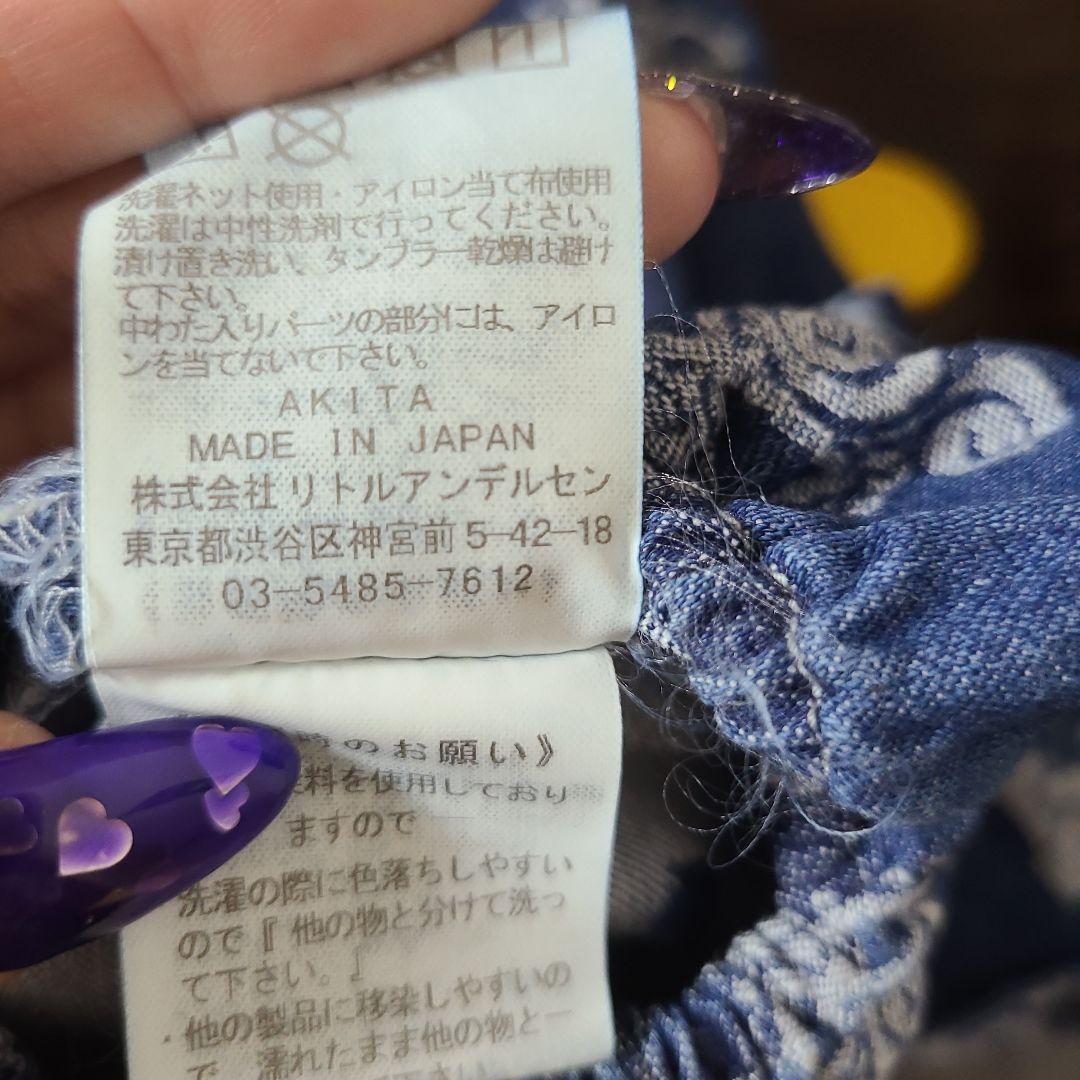 洗濯ネット使用・アイロン当て布使用
洗濯は中性洗剤で行ってください。
漬け置き洗い、タンブラー乾燥は避け
て下さい。
中わた入りパーツの部分には、アイロ
ンを当てないで下さい。
AKITA
MADE IN JAPAN
株式会社リトルアンデルセン
東京都渋谷区神宮前5-42-18
03-5485-7612
のお願い》
料を使用しており
ますので
洗濯の際に色落ちしやすい
ので『他の物と分けて洗っ
て下さい。』
・他の製品に移染しやすいの
で、濡れたまま他の物と一